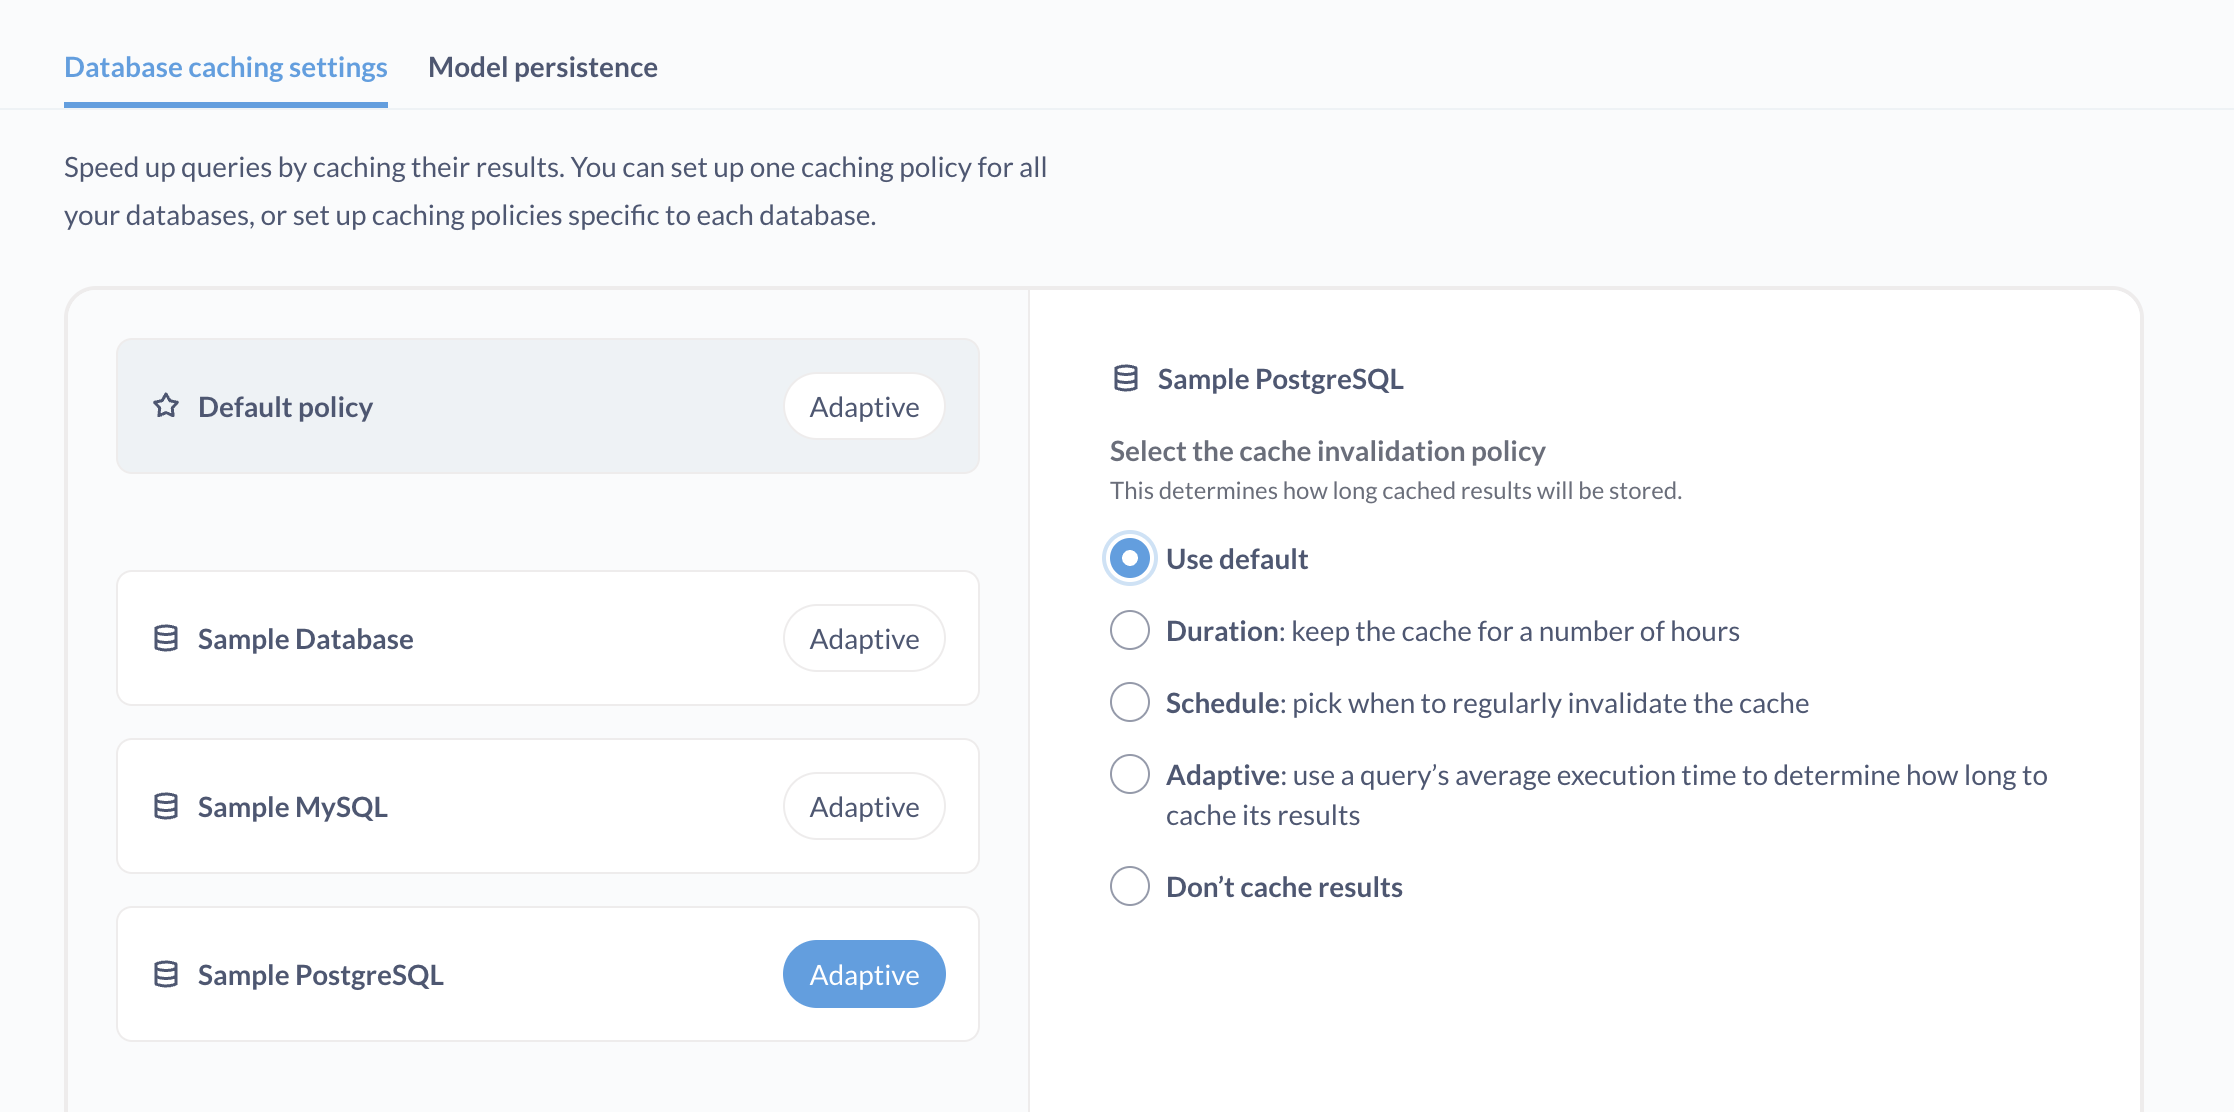 Database caching settings
Model persistence
Speed up queries by caching their results. You can set up one caching policy for all
your databases, or set up caching policies specific to each database.
Default policy
Adaptive
Sample Database
Adaptive
Sample MySQL
Adaptive
Sample PostgreSQL
Adaptive
Sample PostgreSQL
Select the cache invalidation policy
This determines how long cached results will be stored.
Use default
Duration: keep the cache for a number of hours
Schedule: pick when to regularly invalidate the cache
Adaptive: use a query’s average execution time to determine how long to
cache its results
Don’t cache results